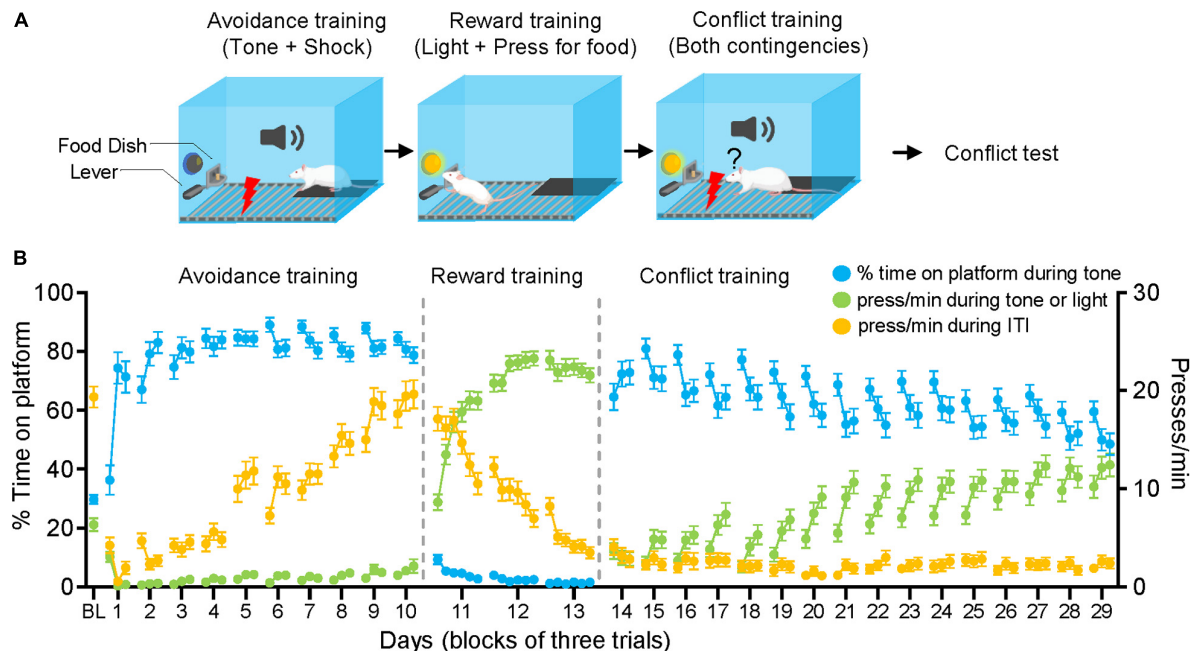 A
Avoidance training
(Tone + Shock)
Reward training
(Light + Press for food)
Conflict training
(Both contingencies)
Food Dish
Lever
?
Conflict test
B
Avoidance training
Reward training
Conflict training
% time on platform during tone
press/min during tone or light
press/min during ITI
% Time on platform
100
80
60
40
20
0
30
20
10
0
Presses/min
BL 1 2 3 4 5 6 7 8 9 10 11 12 13 14 15 16 17 18 19 20 21 22 23 24 25 26 27 28 29
Days (blocks of three trials)